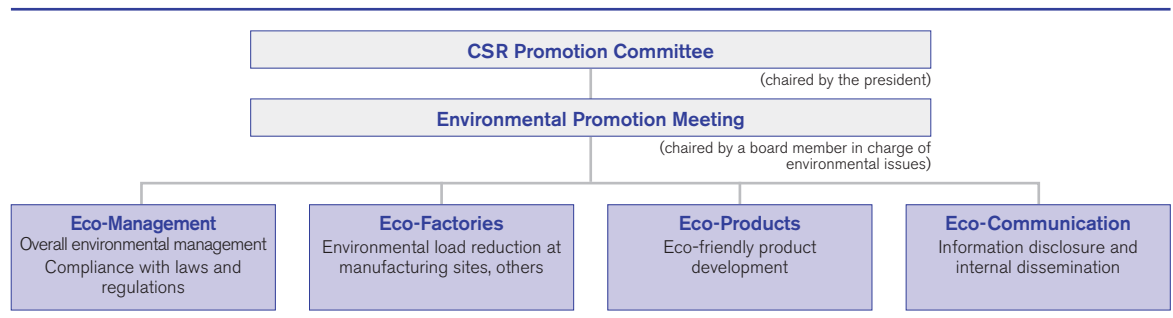 CSR Promotion Committee
(chaired by the president)
Environmental Promotion Meeting
(chaired by a board member in charge of
environmental issues)
Eco-Management
Overall environmental management
Compliance with laws and
regulations
Eco-Factories
Environmental load reduction at
manufacturing sites, others
Eco-Products
Eco-friendly product
development
Eco-Communication
Information disclosure and
internal dissemination